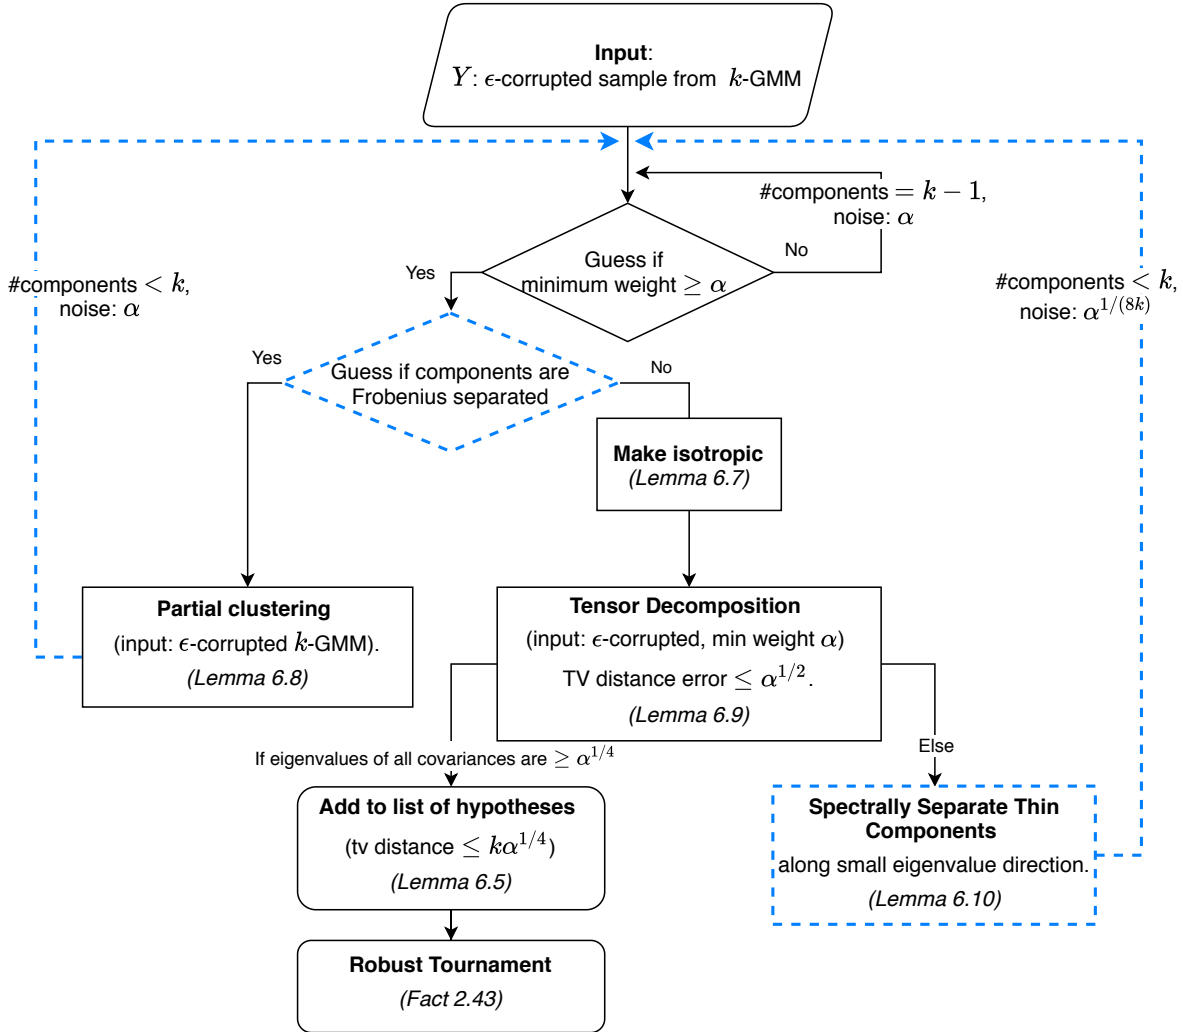 Input:
Y: ϵ-corrupted sample from k-GMM
#components = k − 1,
noise: α
No
Guess if
minimum weight ≥ α
Yes
#components < k,
noise: α
#components < k,
noise: α^{1/(8k)}
Yes
Guess if components are
Frobenius separated
No
Make isotropic
(Lemma 6.7)
Partial clustering
(input: ϵ-corrupted k-GMM).
(Lemma 6.8)
Tensor Decomposition
(input: ϵ-corrupted, min weight α)
TV distance error ≤ α^{1/2}.
(Lemma 6.9)
If eigenvalues of all covariances are ≥ α^{1/4}
Else
Add to list of hypotheses
(tv distance ≤ kα^{1/4})
(Lemma 6.5)
Spectrally Separate Thin
Components
along small eigenvalue direction.
(Lemma 6.10)
Robust Tournament
(Fact 2.43)